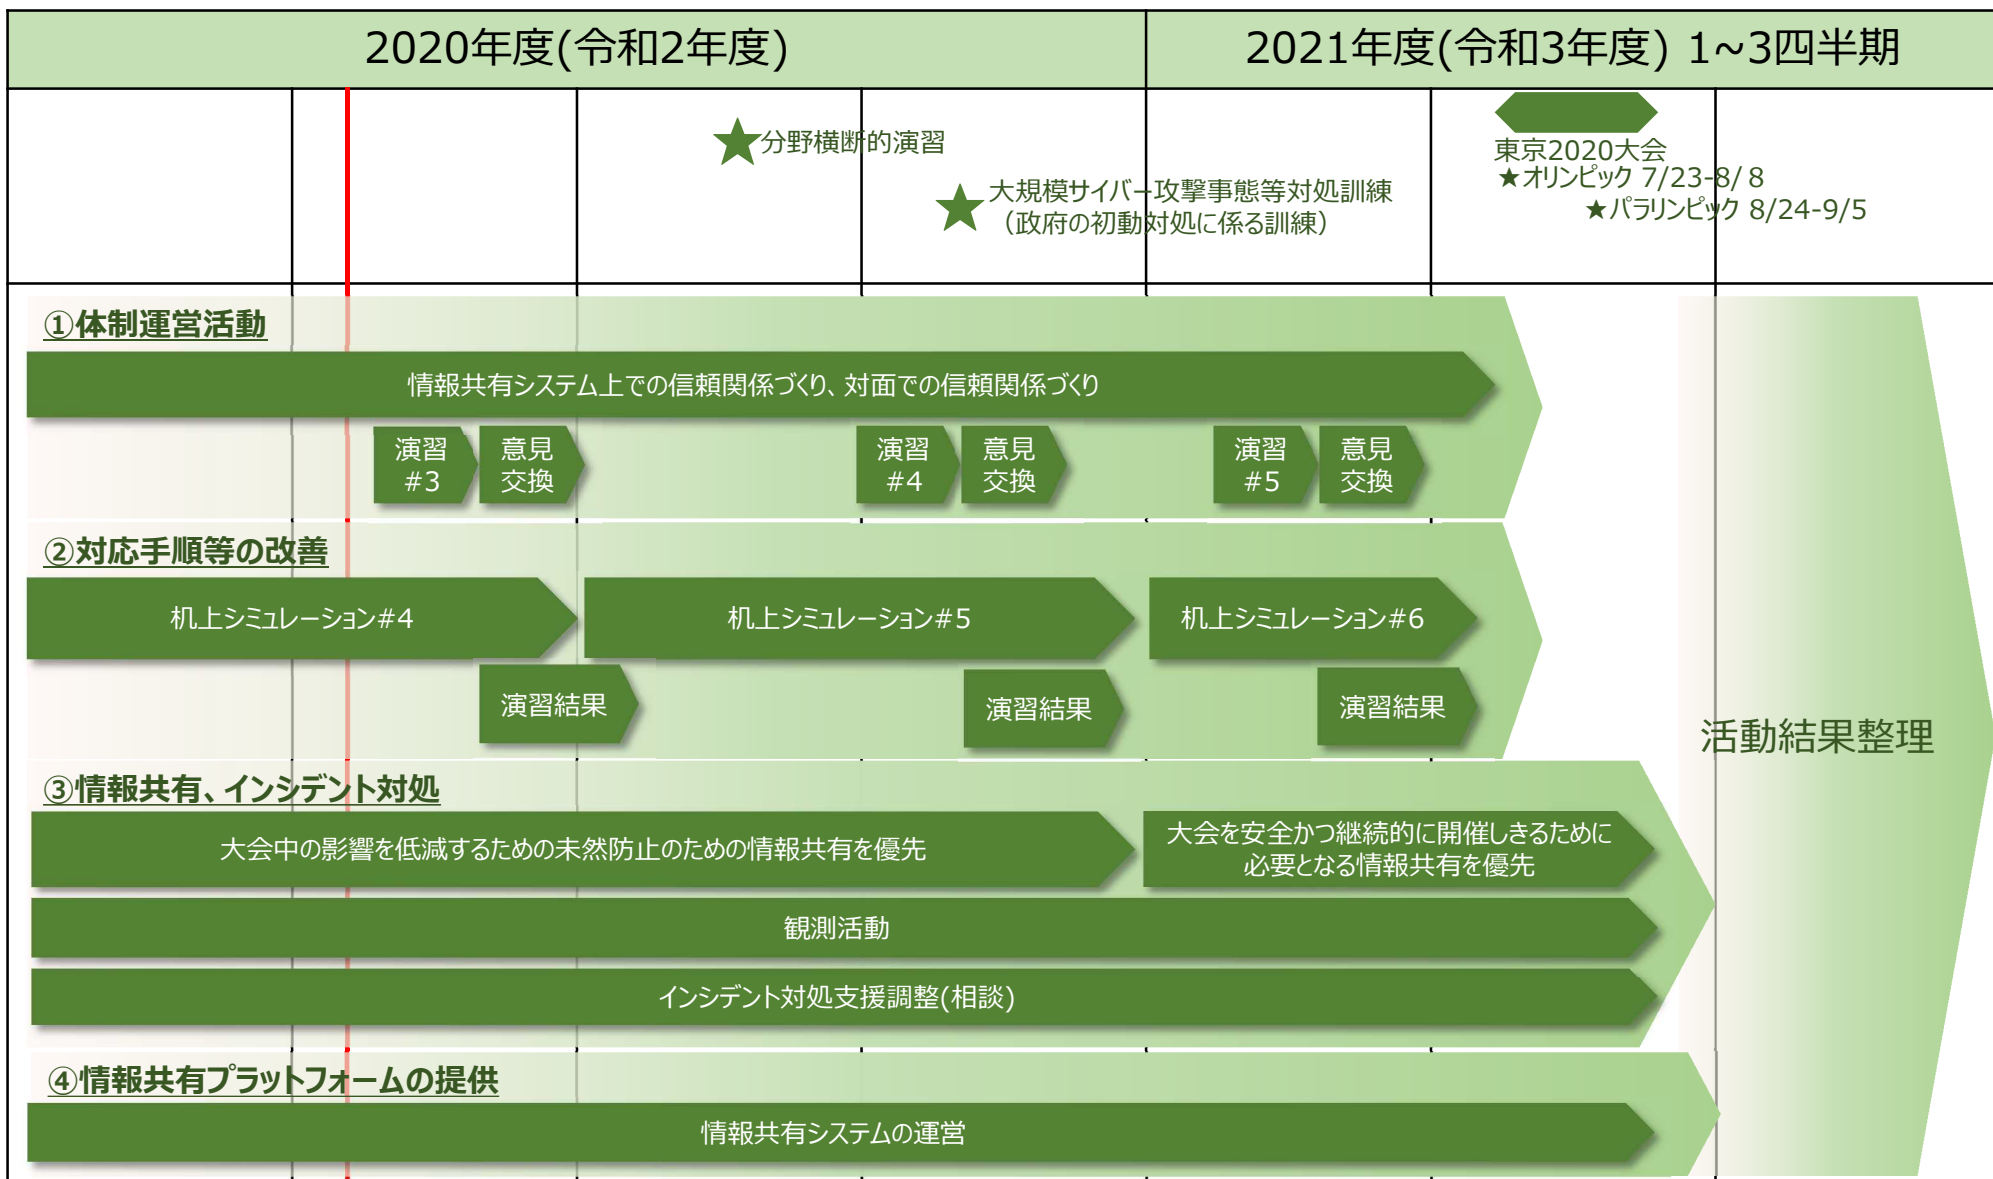 2020年度(令和2年度)
2021年度(令和3年度) 1~3四半期
分野横断的演習
大規模サイバー攻撃事態等対処訓練
（政府の初動対処に係る訓練）
東京2020大会
★オリンピック 7/23-8/ 8
★パラリンピック 8/24-9/5
①体制運営活動
情報共有システム上での信頼関係づくり、対面での信頼関係づくり
演習
#3
意見
交換
演習
#4
意見
交換
演習
#5
意見
交換
②対応手順等の改善
机上シミュレーション#4
机上シミュレーション#5
机上シミュレーション#6
演習結果
演習結果
演習結果
活動結果整理
③情報共有、インシデント対処
大会中の影響を低減するための未然防止のための情報共有を優先
大会を安全かつ継続的に開催しきるために
必要となる情報共有を優先
観測活動
インシデント対処支援調整(相談)
④情報共有プラットフォームの提供
情報共有システムの運営